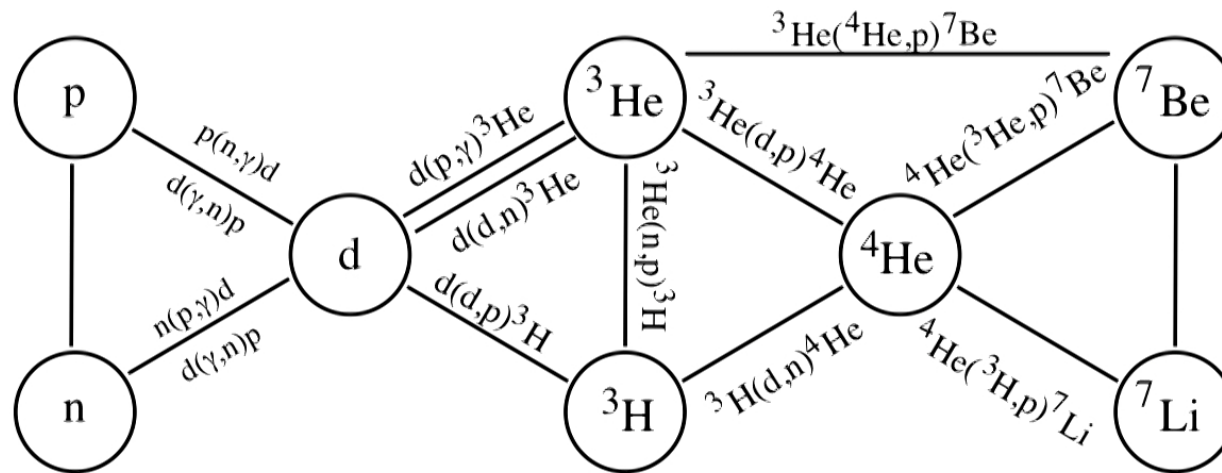 ³He(⁴He,p)⁷Be
p
³He
⁷Be
p(n,γ)d
d(γ,n)p
d(p,γ)³He
d(d,n)³He
³He(d,p)⁴He
⁴He(³He,p)⁷Be
³He(n,p)³H
d
⁴He
n(p,γ)d
d(γ,n)p
d(d,p)³H
³H(d,n)⁴He
⁴He(³H,p)⁷Li
n
³H
⁷Li